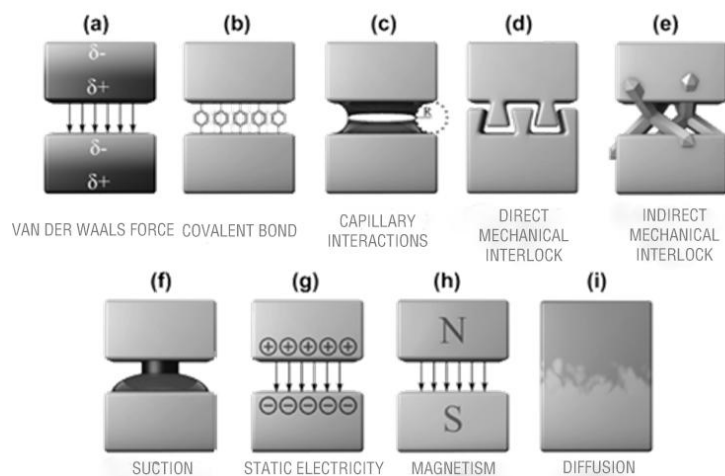 (a) (b) (c) (d) (e)
δ-
δ+
R
δ-
δ+
VAN DER WAALS FORCE
COVALENT BOND
CAPILLARY
INTERACTIONS
DIRECT
MECHANICAL
INTERLOCK
INDIRECT
MECHANICAL
INTERLOCK
(f) (g) (h) (i)
N
+ + + + +
− − − − −
S
SUCTION
STATIC ELECTRICITY
MAGNETISM
DIFFUSION